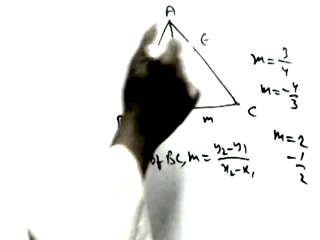 A
E
m = 3/4
m = -4/3
C
m
m = 2
of BC, m = y₂-y₁/x₂-x₁
-1/2